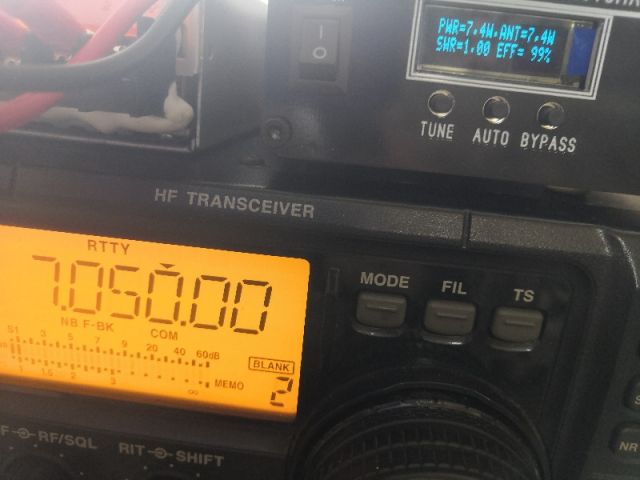 PWR=7.4W.ANT=7.4W
SWR=1.00 EFF= 99%
TUNE AUTO BYPASS
HF TRANSCEIVER
RTTY
7.050.00
NB F-BK COM
S1 3 5 7 9 20 40 60dB
1 1.5 2 3 ∞
MEMO
BLANK
2
MODE FIL TS
RF/SQL
RIT SHIFT
NR